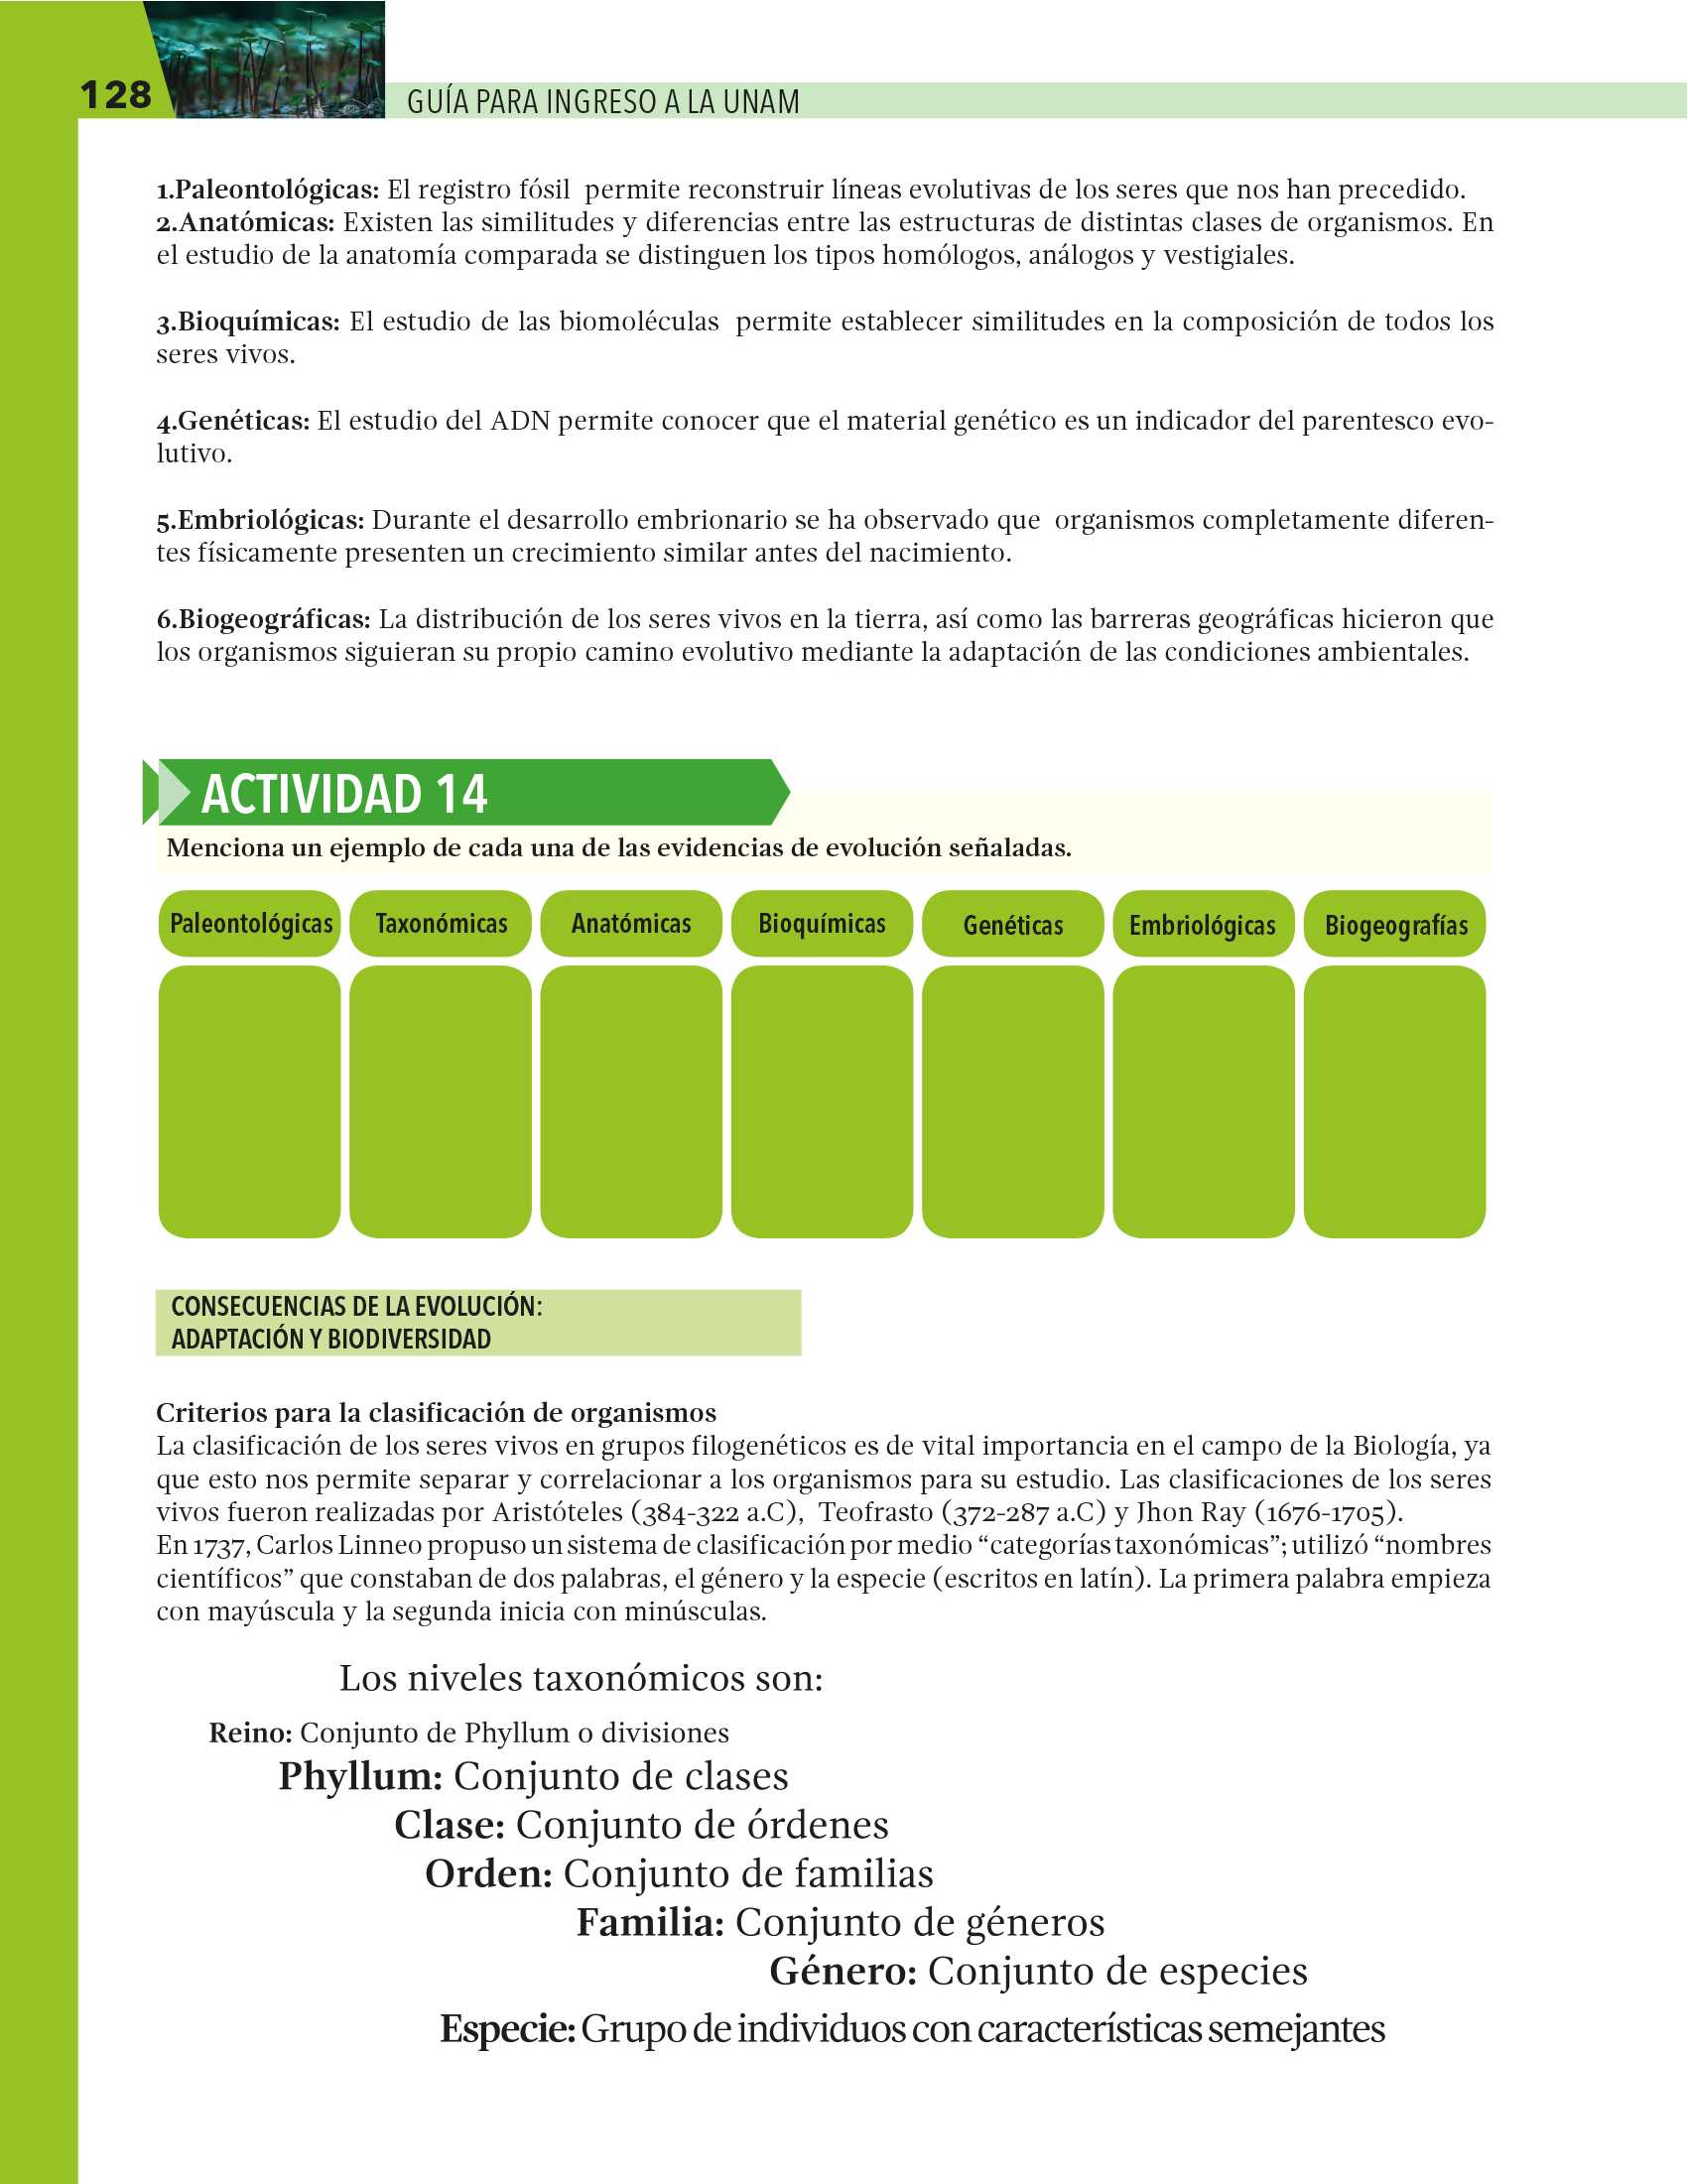 128
GUÍA PARA INGRESO A LA UNAM
1.Paleontológicas: El registro fósil  permite reconstruir líneas evolutivas de los seres que nos han precedido.
2.Anatómicas: Existen las similitudes y diferencias entre las estructuras de distintas clases de organismos. En
el estudio de la anatomía comparada se distinguen los tipos homólogos, análogos y vestigiales.
3.Bioquímicas: El estudio de las biomoléculas  permite establecer similitudes en la composición de todos los
seres vivos.
4.Genéticas: El estudio del ADN permite conocer que el material genético es un indicador del parentesco evo-
lutivo.
5.Embriológicas: Durante el desarrollo embrionario se ha observado que  organismos completamente diferen-
tes físicamente presenten un crecimiento similar antes del nacimiento.
6.Biogeográficas: La distribución de los seres vivos en la tierra, así como las barreras geográficas hicieron que
los organismos siguieran su propio camino evolutivo mediante la adaptación de las condiciones ambientales.
ACTIVIDAD 14
Menciona un ejemplo de cada una de las evidencias de evolución señaladas.
Paleontológicas Taxonómicas Anatómicas Bioquímicas Genéticas Embriológicas Biogeografías
CONSECUENCIAS DE LA EVOLUCIÓN:
ADAPTACIÓN Y BIODIVERSIDAD
Criterios para la clasificación de organismos
La clasificación de los seres vivos en grupos filogenéticos es de vital importancia en el campo de la Biología, ya
que esto nos permite separar y correlacionar a los organismos para su estudio. Las clasificaciones de los seres
vivos fueron realizadas por Aristóteles (384-322 a.C),  Teofrasto (372-287 a.C) y Jhon Ray (1676-1705).
En 1737, Carlos Linneo propuso un sistema de clasificación por medio “categorías taxonómicas”; utilizó “nombres
científicos” que constaban de dos palabras, el género y la especie (escritos en latín). La primera palabra empieza
con mayúscula y la segunda inicia con minúsculas.
Los niveles taxonómicos son:
Reino: Conjunto de Phyllum o divisiones
Phyllum: Conjunto de clases
Clase: Conjunto de órdenes
Orden: Conjunto de familias
Familia: Conjunto de géneros
Género: Conjunto de especies
Especie: Grupo de individuos con características semejantes